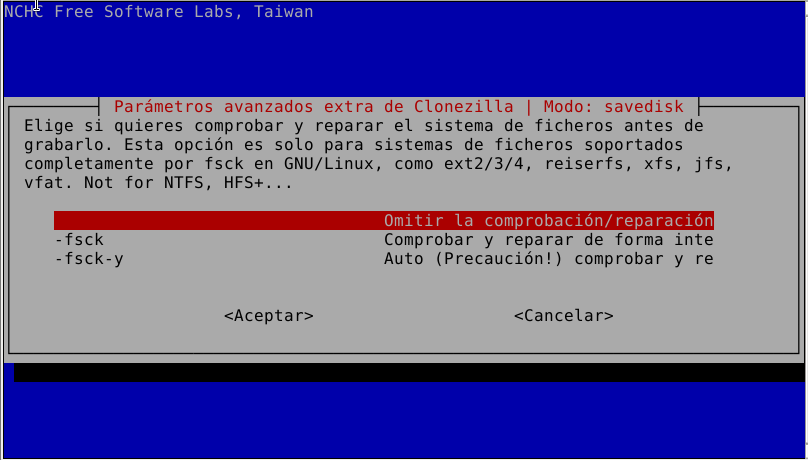 NCHC Free Software Labs, Taiwan
Parámetros avanzados extra de Clonezilla | Modo: savedisk
Elige si quieres comprobar y reparar el sistema de ficheros antes de
grabarlo. Esta opción es solo para sistemas de ficheros soportados
completamente por fsck en GNU/Linux, como ext2/3/4, reiserfs, xfs, jfs,
vfat. Not for NTFS, HFS+...
Omitir la comprobación/reparación
-fsck Comprobar y reparar de forma inte
-fsck-y Auto (Precaución!) comprobar y re
<Aceptar> <Cancelar>